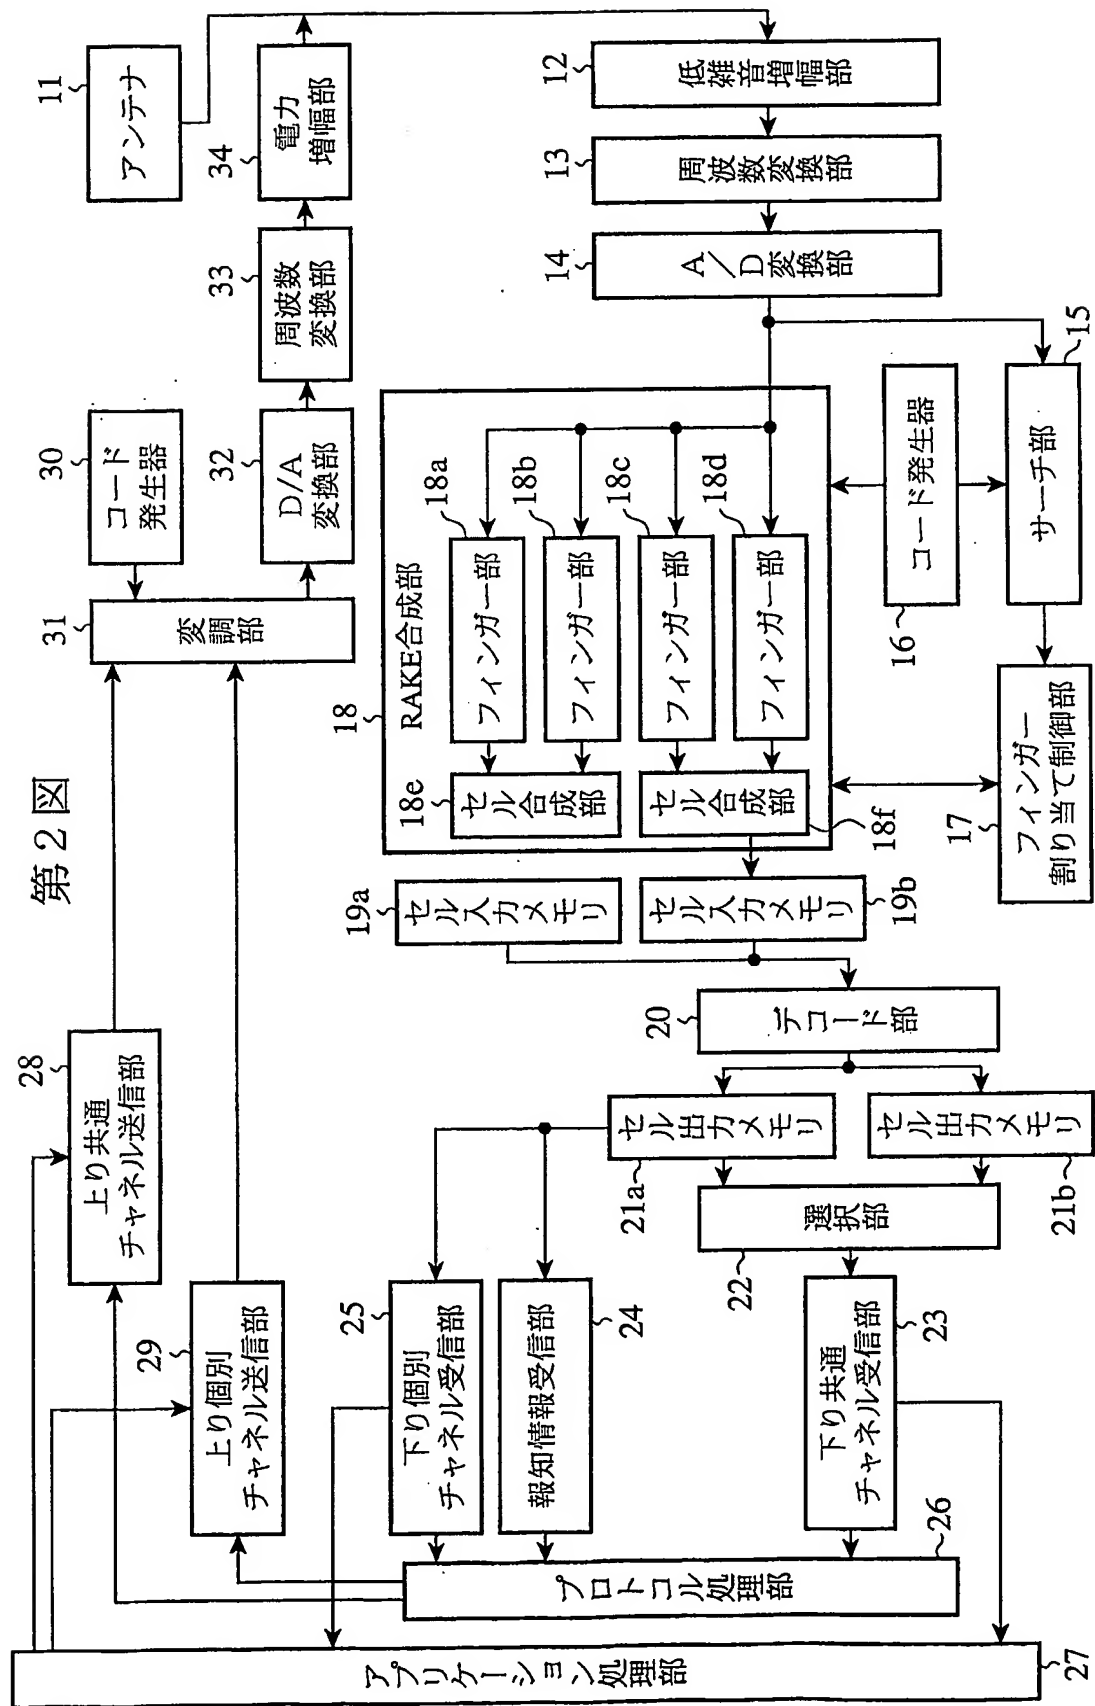 第２図
11
アンテナ
34
電力
増幅部
33
周波数
変換部
30
コード
発生器
32
D/A
変換部
31
変調部
12
低雑音増幅部
13
周波数変換部
14
A／D変換部
15
サーチ部
16
コード発生器
17
フィンガー
割り当て制御部
18
RAKE合成部
18a
フィンガー部
18b
フィンガー部
18c
フィンガー部
18d
フィンガー部
18e
セル合成部
セル合成部
18f
19a
セル入力メモリ
セル入力メモリ
19b
20
デコード部
21a
セル出力メモリ
セル出力メモリ
21b
22
選択部
28
上り共通
チャネル送信部
29
上り個別
チャネル送信部
25
下り個別
チャネル受信部
報知情報受信部
24
下り共通
チャネル受信部
23
プロトコル処理部
26
アプリケーション処理部
27